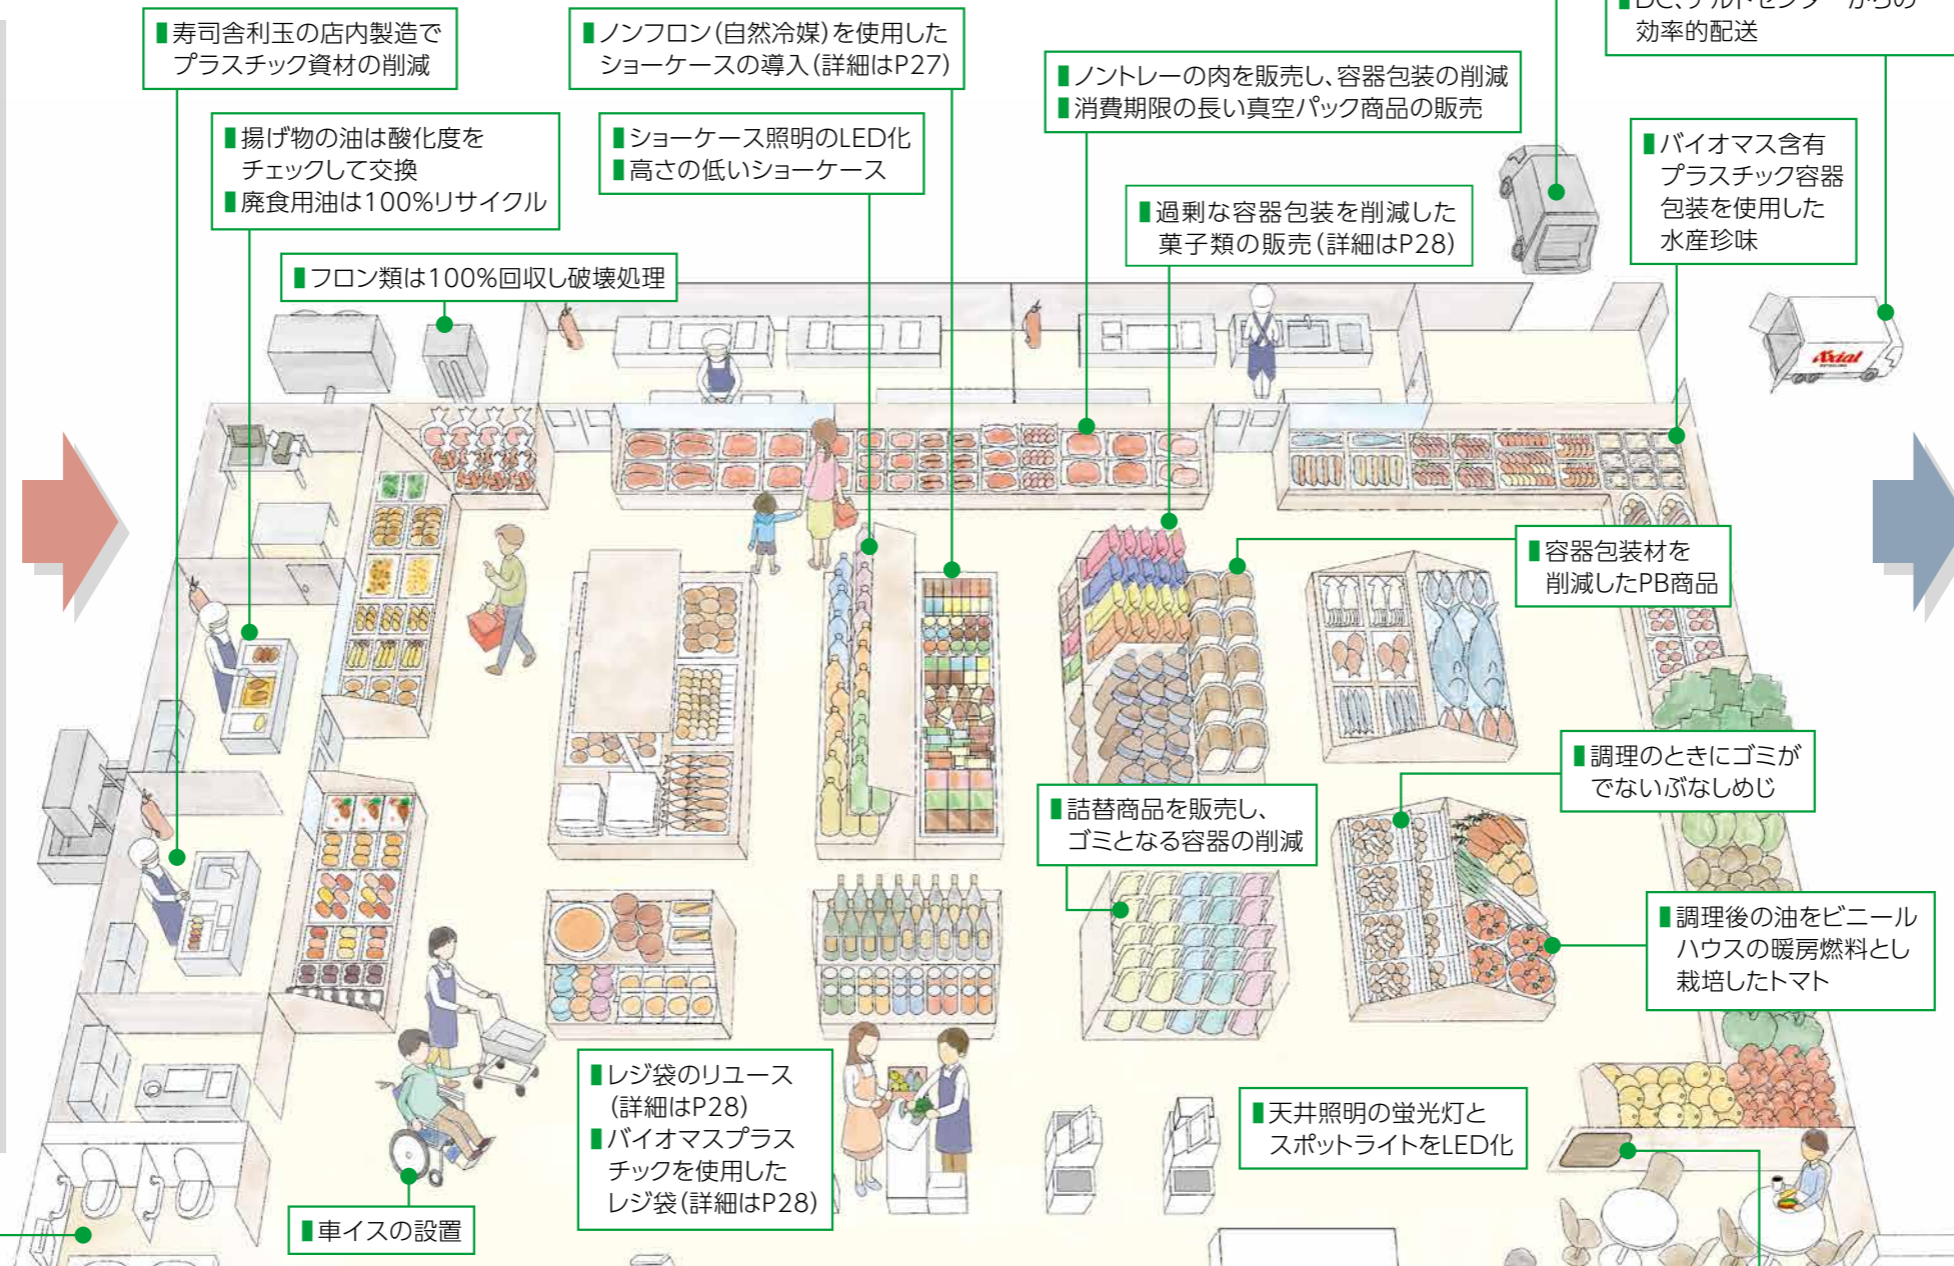 寿司舎利玉の店内製造で
プラスチック資材の削減
ノンフロン(自然冷媒)を使用した
ショーケースの導入(詳細はP27)
効率的配送
ノントレーの肉を販売し、容器包装の削減
消費期限の長い真空パック商品の販売
揚げ物の油は酸化度を
チェックして交換
廃食用油は100%リサイクル
ショーケース照明のLED化
高さの低いショーケース
バイオマス含有
プラスチック容器
包装を使用した
水産珍味
過剰な容器包装を削減した
菓子類の販売(詳細はP28)
フロン類は100%回収し破壊処理
Axial
RETAILING
容器包装材を
削減したPB商品
調理のときにゴミが
でないぶなしめじ
詰替商品を販売し、
ゴミとなる容器の削減
調理後の油をビニール
ハウスの暖房燃料とし
栽培したトマト
レジ袋のリユース
(詳細はP28)
バイオマスプラス
チックを使用した
レジ袋(詳細はP28)
天井照明の蛍光灯と
スポットライトをLED化
車イスの設置